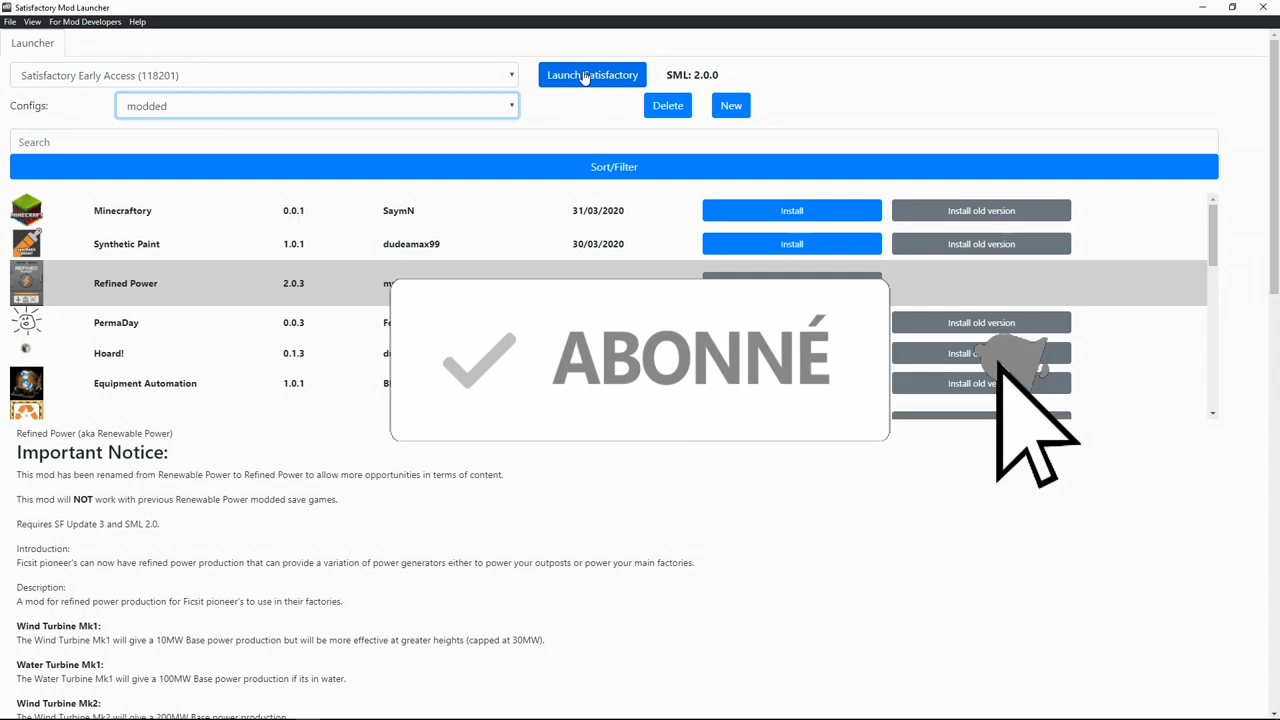 Satisfactory Mod Launcher
File View For Mod Developers Help
Launcher
Satisfactory Early Access (118201) Launch Satisfactory SML: 2.0.0
Configs: modded Delete New
Search
Sort/Filter
Minecraftory 0.0.1 SaymN 31/03/2020 Install Install old version
Synthetic Paint 1.0.1 dudeamax99 30/03/2020 Install Install old version
Refined Power 2.0.3
PermaDay 0.0.3 Install old version
Hoard! 0.1.3
Equipment Automation 1.0.1
ABONNÉ
Refined Power (aka Renewable Power)
Important Notice:
This mod has been renamed from Renewable Power to Refined Power to allow more opportunities in terms of content.
This mod will NOT work with previous Renewable Power modded save games.
Requires SF Update 3 and SML 2.0.
Introduction:
Ficsit pioneer's can now have refined power production that can provide a variation of power generators either to power your outposts or power your main factories.
Description:
A mod for refined power production for Ficsit pioneer's to use in their factories.
Wind Turbine Mk1:
The Wind Turbine Mk1 will give a 10MW Base power production but will be more effective at greater heights (capped at 30MW).
Water Turbine Mk1:
The Water Turbine Mk1 will give a 100MW Base power production if its in water.
Wind Turbine Mk2:
The Wind Turbine Mk2 will give a 200MW Base power production